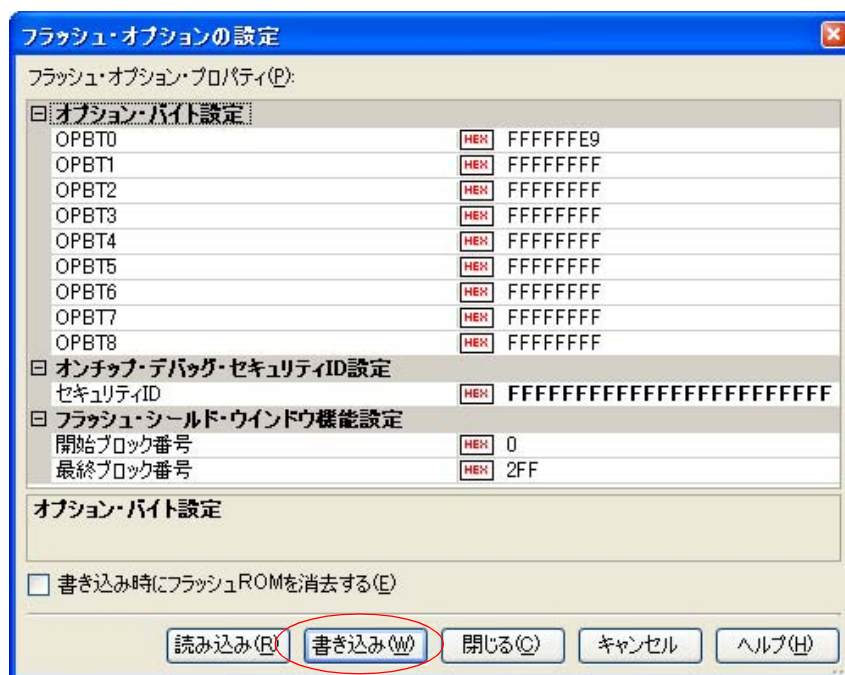 フラッシュ・オプションの設定
フラッシュ・オプション・プロパティ(P):
オプション・バイト設定
OPBT0 HEX FFFFFFE9
OPBT1 HEX FFFFFFFF
OPBT2 HEX FFFFFFFF
OPBT3 HEX FFFFFFFF
OPBT4 HEX FFFFFFFF
OPBT5 HEX FFFFFFFF
OPBT6 HEX FFFFFFFF
OPBT7 HEX FFFFFFFF
OPBT8 HEX FFFFFFFF
オンチップ・デバッグ・セキュリティID設定
セキュリティID HEX FFFFFFFFFFFFFFFFFFFFFFFF
フラッシュ・シールド・ウインドウ機能設定
開始ブロック番号 HEX 0
最終ブロック番号 HEX 2FF
オプション・バイト設定
書き込み時にフラッシュROMを消去する(E)
読み込み(R) 書き込み(W) 閉じる(C) キャンセル ヘルプ(H)